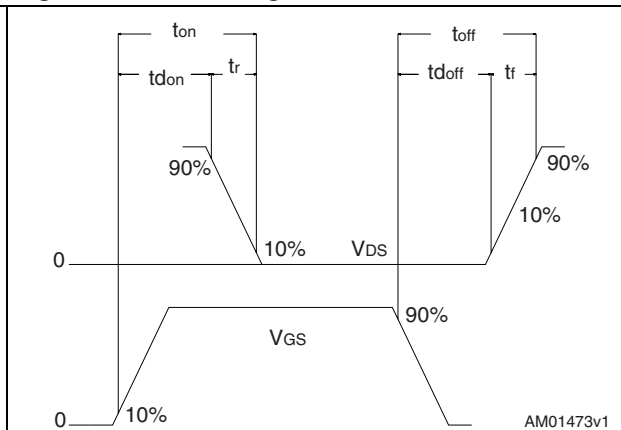 ton toff
tdon tr tdoff tf
90% 90%
10%
10% VDS
0
90%
VGS
10%
0
AM01473v1